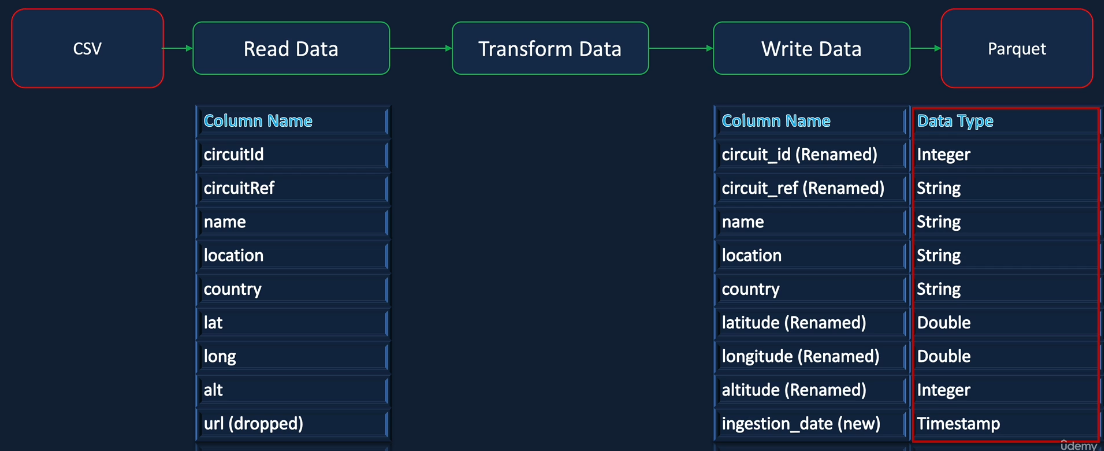 CSV
Read Data
Transform Data
Write Data
Parquet
Column Name
circuitId
circuitRef
name
location
country
lat
long
alt
url (dropped)
Column Name Data Type
circuit_id (Renamed) Integer
circuit_ref (Renamed) String
name String
location String
country String
latitude (Renamed) Double
longitude (Renamed) Double
altitude (Renamed) Integer
ingestion_date (new) Timestamp
udemy